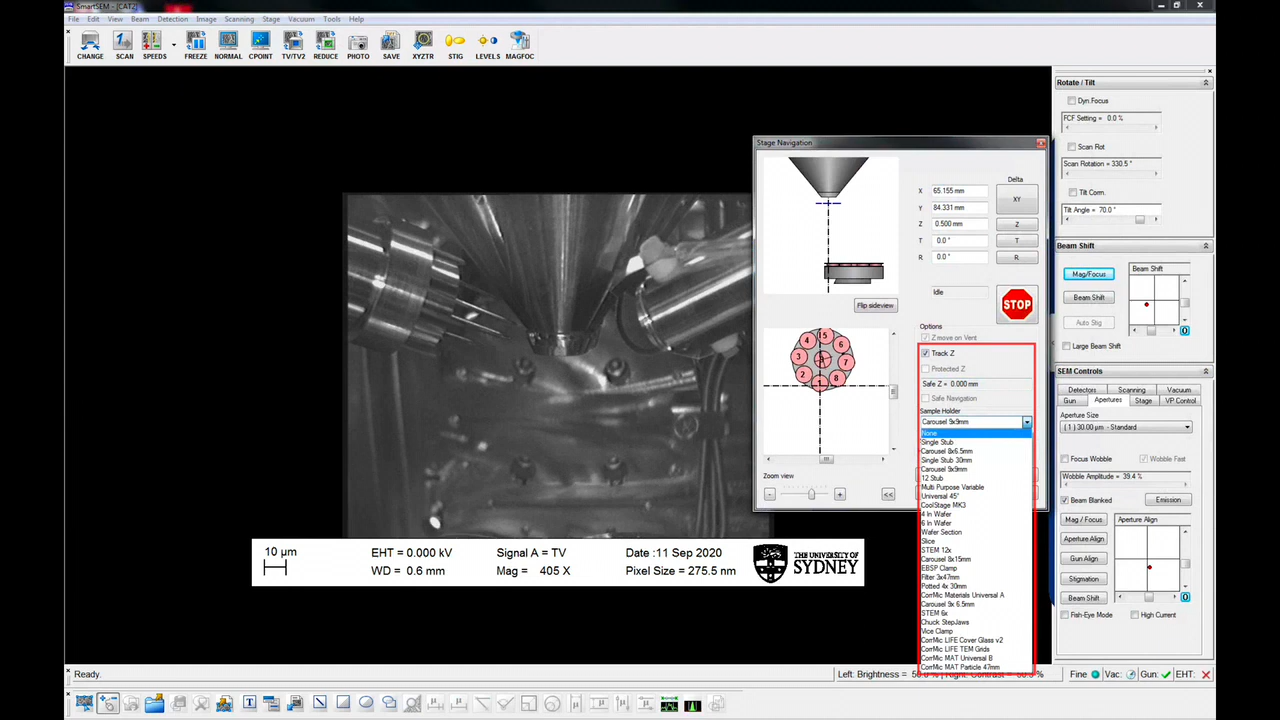 SmartSEM - [CAT2]
File Edit View Beam Detection Image Scanning Stage Vacuum Tools Help
CHANGE SCAN SPEEDS FREEZE NORMAL CPOINT TV/TV2 REDUCE PHOTO SAVE XYZTR STIG LEVELS MAGFOC
Stage Navigation
Delta
X 65.155 mm XY
Y 84.331 mm
Z 0.500 mm Z
T 0.0 ° T
R 0.0 ° R
Idle
STOP
Flip sideview
1 2 3 4 5 6 7 8 9
Zoom view
- + <<
Options
Z move on Vent
Track Z
Protected Z
Safe Z = 0.000 mm
Safe Navigation
Sample Holder
Carousel 9x9mm
None
Single Stub
Carousel 8x6.5mm
Single Stub 30mm
Carousel 9x9mm
12 Stub
Multi Purpose Variable
Universal 45°
CoolStage MK3
4 In Wafer
6 In Wafer
Wafer Section
Slice
STEM 12x
Carousel 8x15mm
EBSP Clamp
Filter 3x47mm
Potted 4x 30mm
CorrMic Materials Universal A
Carousel 9x 6.5mm
STEM 6x
Chuck StepJaws
Vice Clamp
CorrMic LIFE Cover Glass v2
CorrMic LIFE TEM Grids
CorrMic MAT Universal B
CorrMic MAT Particle 47mm
10 µm
EHT = 0.000 kV Signal A = TV Date :11 Sep 2020
WD = 0.6 mm Mag = 405 X Pixel Size = 275.5 nm
THE UNIVERSITY OF
SYDNEY
Rotate / Tilt
Dyn.Focus
FCF Setting = 0.0 %
Scan Rot
Scan Rotation = 330.5 °
Tilt Corrn.
Tilt Angle = 70.0 °
Beam Shift
Mag/Focus Beam Shift
Beam Shift
Auto Stig
Large Beam Shift
SEM Controls
Detectors Scanning Vacuum
Gun Apertures Stage VP Control
Aperture Size
( 1 ) 30.00 µm - Standard
Focus Wobble Wobble Fast
Wobble Amplitude = 39.4 %
Beam Blanked Emission
Mag / Focus Aperture Align
Aperture Align
Gun Align
Stigmation
Beam Shift
Fish-Eye Mode High Current
Ready.
Left: Brightness =
Fine Vac: Gun: EHT: